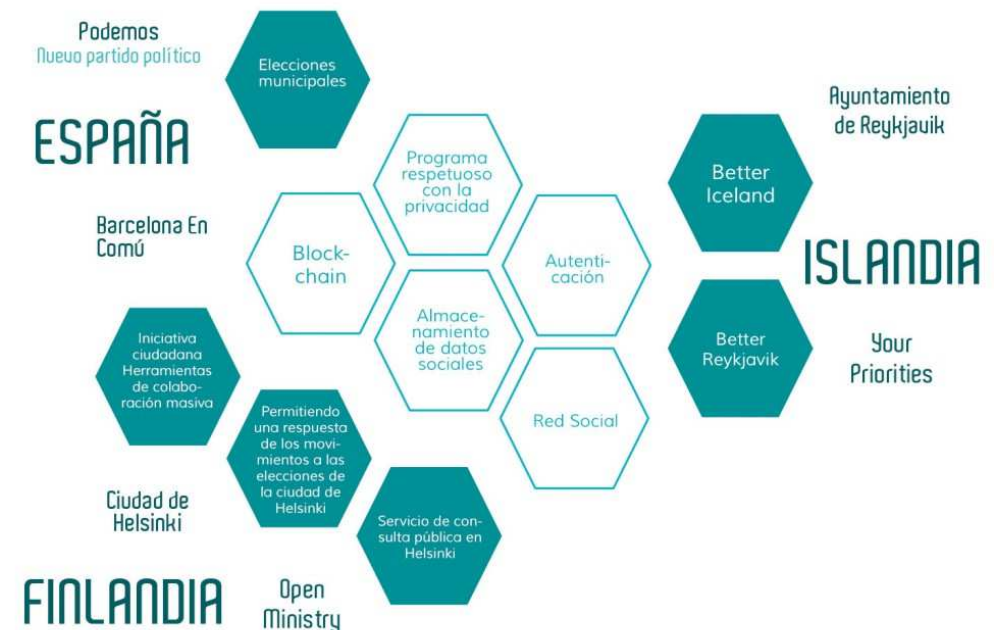 Podemos
Nuevo partido político
ESPAÑA
Barcelona En
Comú
Elecciones
municipales
Programa
respetuoso
con la
privacidad
Block-
chain
Autenti-
cación
Almace-
namiento
de datos
sociales
Red Social
Ayuntamiento
de Reykjavik
Better
Iceland
ISLANDIA
Better
Reykjavik
Your
Priorities
Iniciativa
ciudadana
Herramientas
de colabo-
ración masiva
Permitiendo
una respuesta
de los movi-
mientos a las
elecciones de
la ciudad de
Helsinki
Servicio de con-
sulta pública en
Helsinki
Ciudad de
Helsinki
FINLANDIA
Open
Ministry